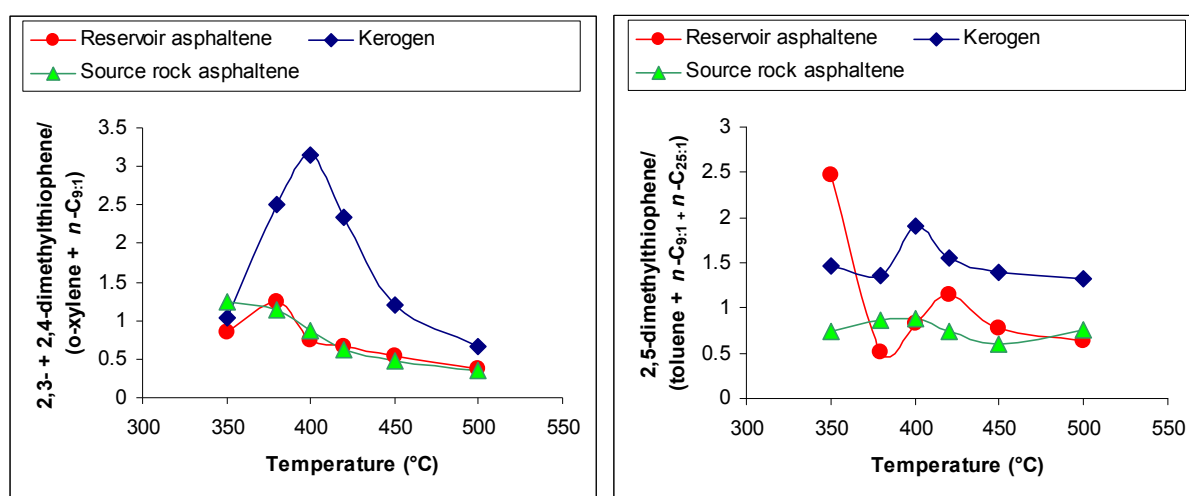 Reservoir asphaltene Kerogen
Source rock asphaltene
2,3- + 2,4-dimethylthiophene/
(o-xylene + n-C9:1)
3.5
3
2.5
2
1.5
1
0.5
0
300 350 400 450 500 550
Temperature (°C)
Reservoir asphaltene Kerogen
Source rock asphaltene
2,5-dimethylthiophene/
(toluene + n-C9:1 + n-C25:1)
3
2.5
2
1.5
1
0.5
0
300 350 400 450 500 550
Temperature (°C)